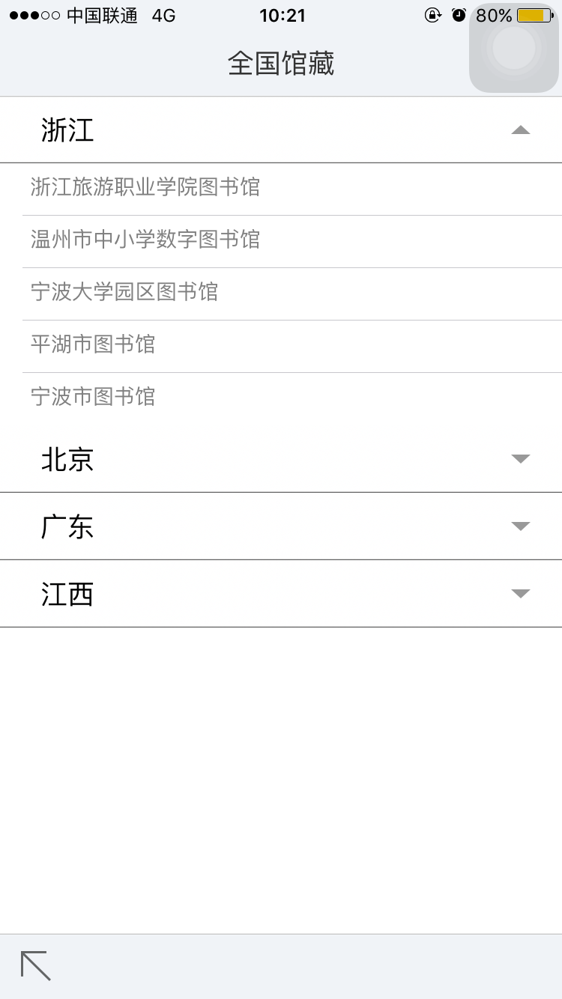 中国联通 4G 10:21 80%
全国馆藏
浙江
浙江旅游职业学院图书馆
温州市中小学数字图书馆
宁波大学园区图书馆
平湖市图书馆
宁波市图书馆
北京
广东
江西